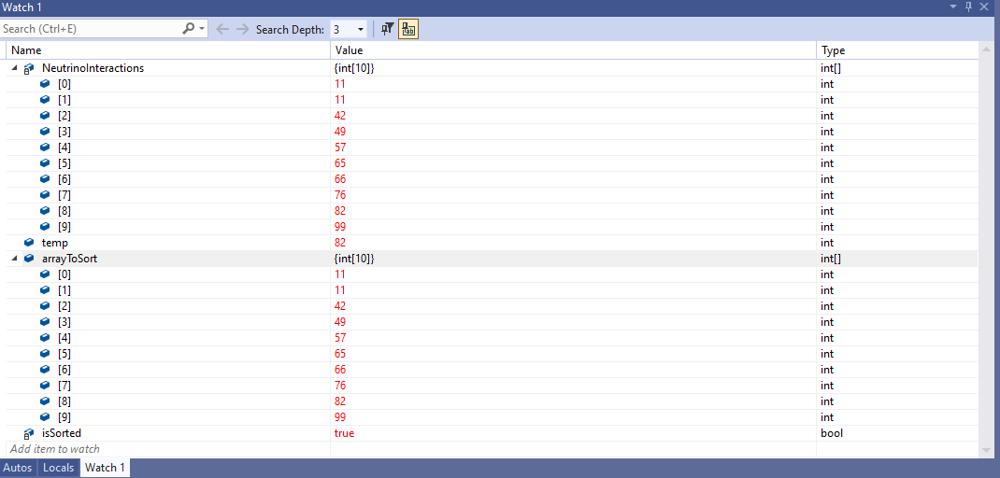 Watch 1
Search (Ctrl+E) Search Depth: 3
Name Value Type
NeutrinoInteractions {int[10]} int[]
[0] 11 int
[1] 11 int
[2] 42 int
[3] 49 int
[4] 57 int
[5] 65 int
[6] 66 int
[7] 76 int
[8] 82 int
[9] 99 int
temp 82 int
arrayToSort {int[10]} int[]
[0] 11 int
[1] 11 int
[2] 42 int
[3] 49 int
[4] 57 int
[5] 65 int
[6] 66 int
[7] 76 int
[8] 82 int
[9] 99 int
isSorted true bool
Add item to watch
Autos Locals Watch 1